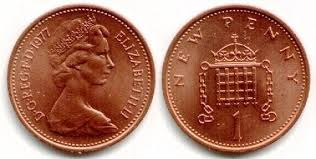 D·G·REG·F·D·1977
ELIZABETH II
NEW PENNY
1